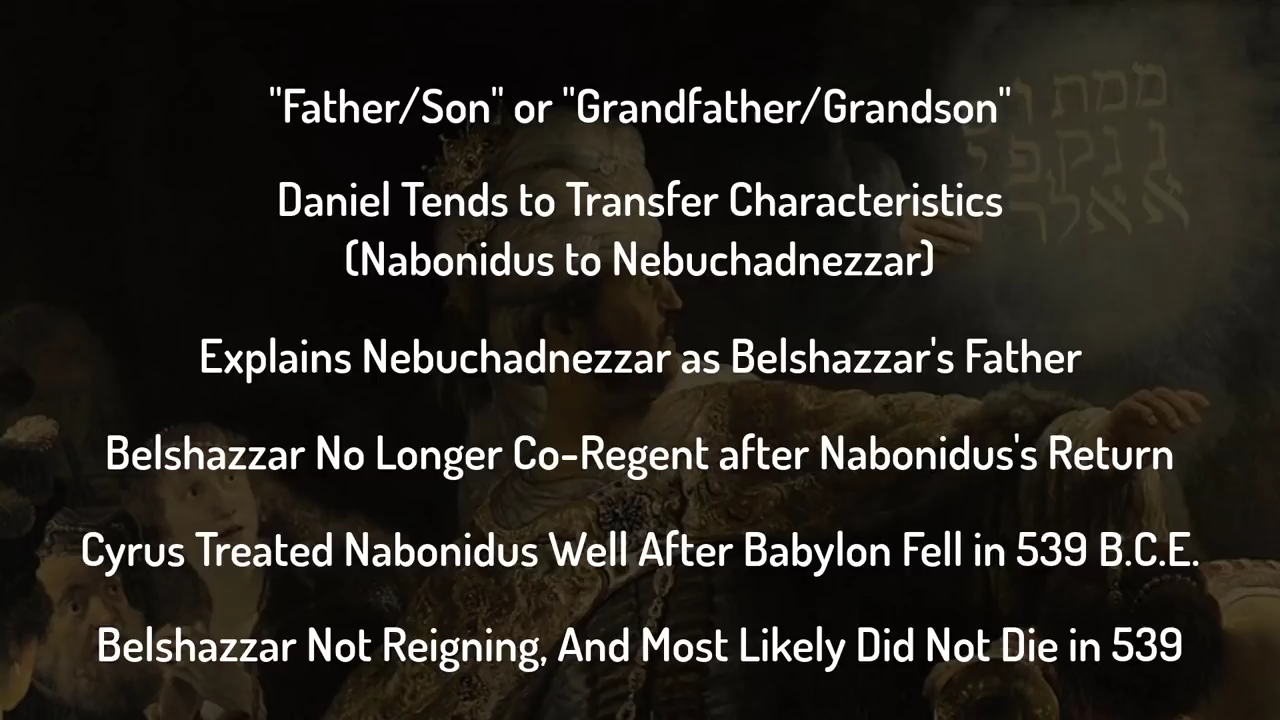 "Father/Son" or "Grandfather/Grandson"
Daniel Tends to Transfer Characteristics
(Nabonidus to Nebuchadnezzar)
Explains Nebuchadnezzar as Belshazzar's Father
Belshazzar No Longer Co-Regent after Nabonidus's Return
Cyrus Treated Nabonidus Well After Babylon Fell in 539 B.C.E.
Belshazzar Not Reigning, And Most Likely Did Not Die in 539